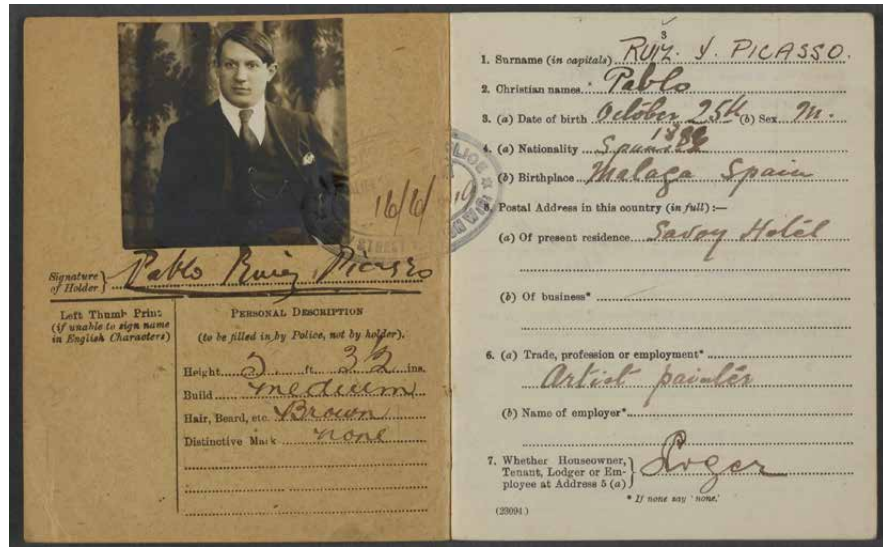 Signature of Holder } Pablo Ruiz Picasso
Left Thumb Print
(if unable to sign name
in English Characters)
PERSONAL DESCRIPTION
(to be filled in by Police, not by holder).
Height 5 ft. 3½ ins.
Build medium
Hair, Beard, etc. Brown
Distinctive Mark none
16/6/19
3
1. Surname (in capitals) RUIZ. Y. PICASSO.
2. Christian names* Pablo
3. (a) Date of birth October 25th (b) Sex M.
4. (a) Nationality Spanish
(b) Birthplace Malaga Spain
5. Postal Address in this country (in full) :—
(a) Of present residence Savoy Hotél
(b) Of business*
6. (a) Trade, profession or employment*
Artist painter
(b) Name of employer*
7. Whether Houseowner,
Tenant, Lodger or Em-
ployee at Address 5 (a) }
* If none say 'none.'
(29094)